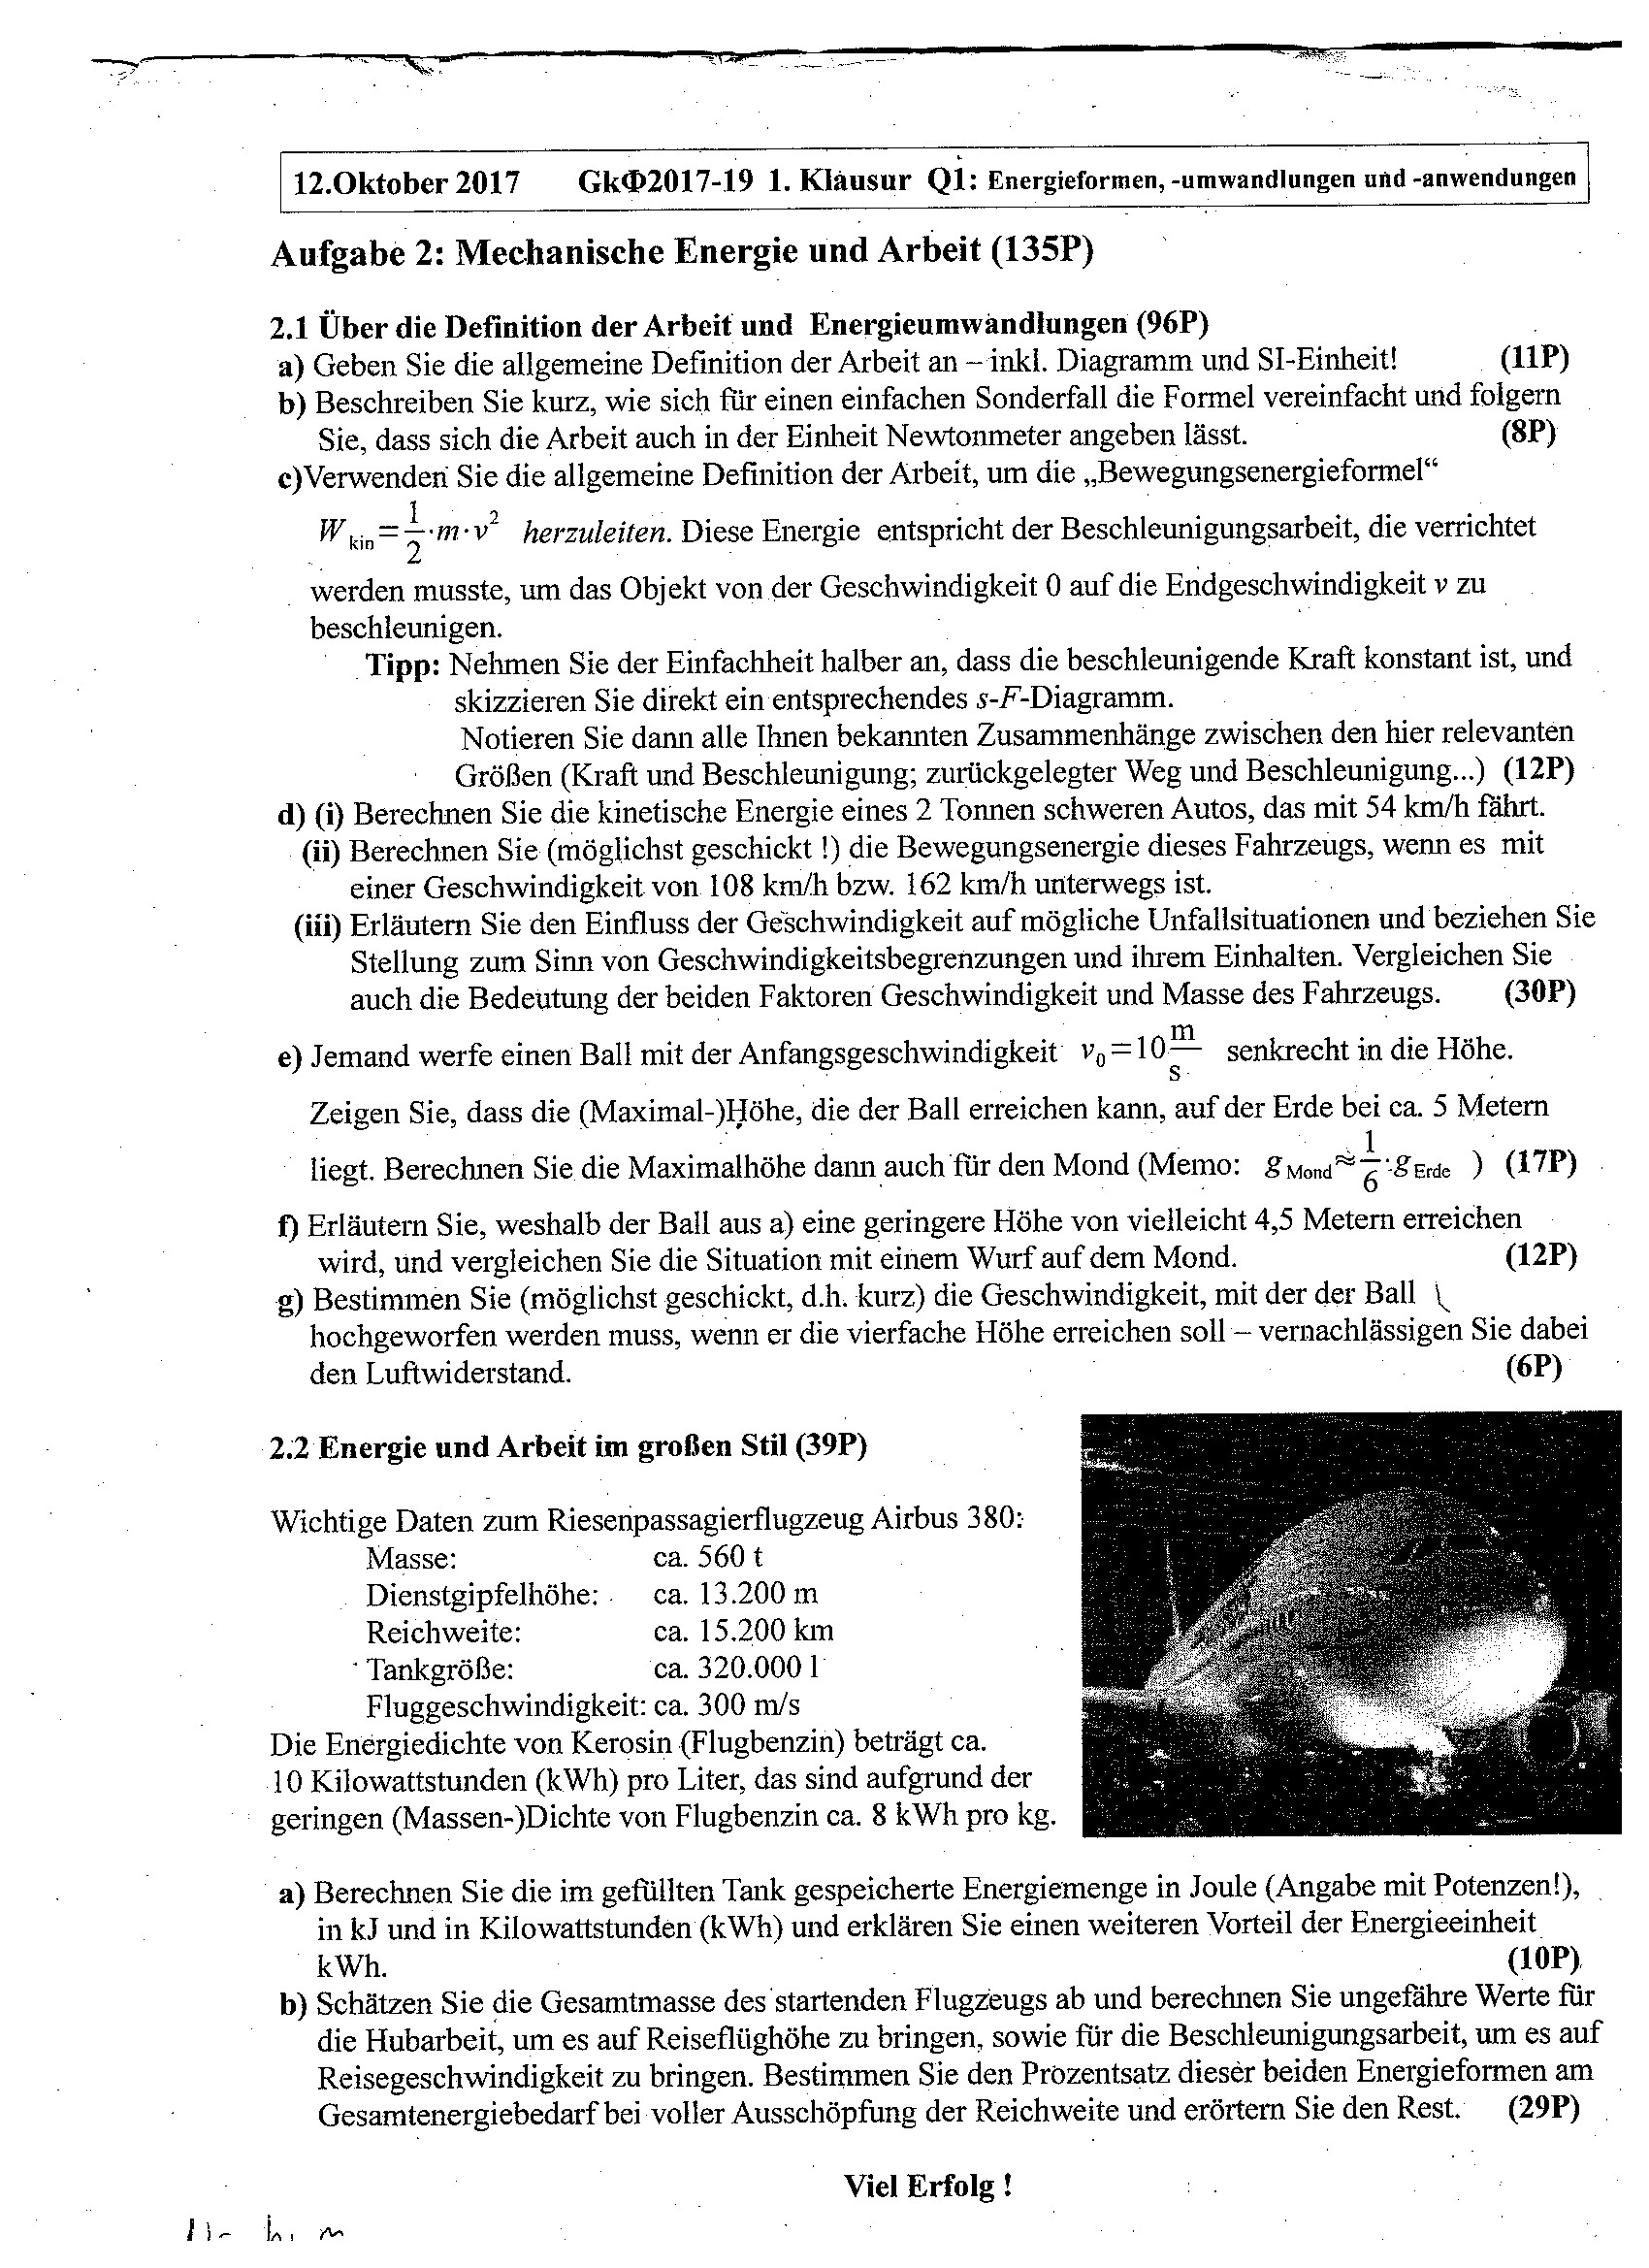 12.Oktober 2017 GkΦ2017-19 1. Klausur Q1: Energieformen, -umwandlungen und -anwendungen
Aufgabe 2: Mechanische Energie und Arbeit (135P)
2.1 Über die Definition der Arbeit und Energieumwandlungen (96P)
a) Geben Sie die allgemeine Definition der Arbeit an – inkl. Diagramm und SI-Einheit! (11P)
b) Beschreiben Sie kurz, wie sich für einen einfachen Sonderfall die Formel vereinfacht und folgern
Sie, dass sich die Arbeit auch in der Einheit Newtonmeter angeben lässt. (8P)
c)Verwenden Sie die allgemeine Definition der Arbeit, um die „Bewegungsenergieformel“
W kin = 1/2 · m · v² herzuleiten. Diese Energie entspricht der Beschleunigungsarbeit, die verrichtet
werden musste, um das Objekt von der Geschwindigkeit 0 auf die Endgeschwindigkeit v zu
beschleunigen.
Tipp: Nehmen Sie der Einfachheit halber an, dass die beschleunigende Kraft konstant ist, und
skizzieren Sie direkt ein entsprechendes s-F-Diagramm.
Notieren Sie dann alle Ihnen bekannten Zusammenhänge zwischen den hier relevanten
Größen (Kraft und Beschleunigung; zurückgelegter Weg und Beschleunigung...) (12P)
d) (i) Berechnen Sie die kinetische Energie eines 2 Tonnen schweren Autos, das mit 54 km/h fährt.
(ii) Berechnen Sie (möglichst geschickt !) die Bewegungsenergie dieses Fahrzeugs, wenn es mit
einer Geschwindigkeit von 108 km/h bzw. 162 km/h unterwegs ist.
(iii) Erläutern Sie den Einfluss der Geschwindigkeit auf mögliche Unfallsituationen und beziehen Sie
Stellung zum Sinn von Geschwindigkeitsbegrenzungen und ihrem Einhalten. Vergleichen Sie
auch die Bedeutung der beiden Faktoren Geschwindigkeit und Masse des Fahrzeugs. (30P)
e) Jemand werfe einen Ball mit der Anfangsgeschwindigkeit v₀ = 10 m/s senkrecht in die Höhe.
Zeigen Sie, dass die (Maximal-)Höhe, die der Ball erreichen kann, auf der Erde bei ca. 5 Metern
liegt. Berechnen Sie die Maximalhöhe dann auch für den Mond (Memo: g Mond ≈ 1/6 · g Erde ) (17P)
f) Erläutern Sie, weshalb der Ball aus a) eine geringere Höhe von vielleicht 4,5 Metern erreichen
wird, und vergleichen Sie die Situation mit einem Wurf auf dem Mond. (12P)
g) Bestimmen Sie (möglichst geschickt, d.h. kurz) die Geschwindigkeit, mit der der Ball
hochgeworfen werden muss, wenn er die vierfache Höhe erreichen soll – vernachlässigen Sie dabei
den Luftwiderstand. (6P)
2.2 Energie und Arbeit im großen Stil (39P)
Wichtige Daten zum Riesenpassagierflugzeug Airbus 380:
Masse: ca. 560 t
Dienstgipfelhöhe: ca. 13.200 m
Reichweite: ca. 15.200 km
Tankgröße: ca. 320.000 l
Fluggeschwindigkeit: ca. 300 m/s
Die Energiedichte von Kerosin (Flugbenzin) beträgt ca.
10 Kilowattstunden (kWh) pro Liter, das sind aufgrund der
geringen (Massen-)Dichte von Flugbenzin ca. 8 kWh pro kg.
a) Berechnen Sie die im gefüllten Tank gespeicherte Energiemenge in Joule (Angabe mit Potenzen!),
in kJ und in Kilowattstunden (kWh) und erklären Sie einen weiteren Vorteil der Energieeinheit
kWh. (10P)
b) Schätzen Sie die Gesamtmasse des startenden Flugzeugs ab und berechnen Sie ungefähre Werte für
die Hubarbeit, um es auf Reiseflüghöhe zu bringen, sowie für die Beschleunigungsarbeit, um es auf
Reisegeschwindigkeit zu bringen. Bestimmen Sie den Prozentsatz dieser beiden Energieformen am
Gesamtenergiebedarf bei voller Ausschöpfung der Reichweite und erörtern Sie den Rest. (29P)
Viel Erfolg !